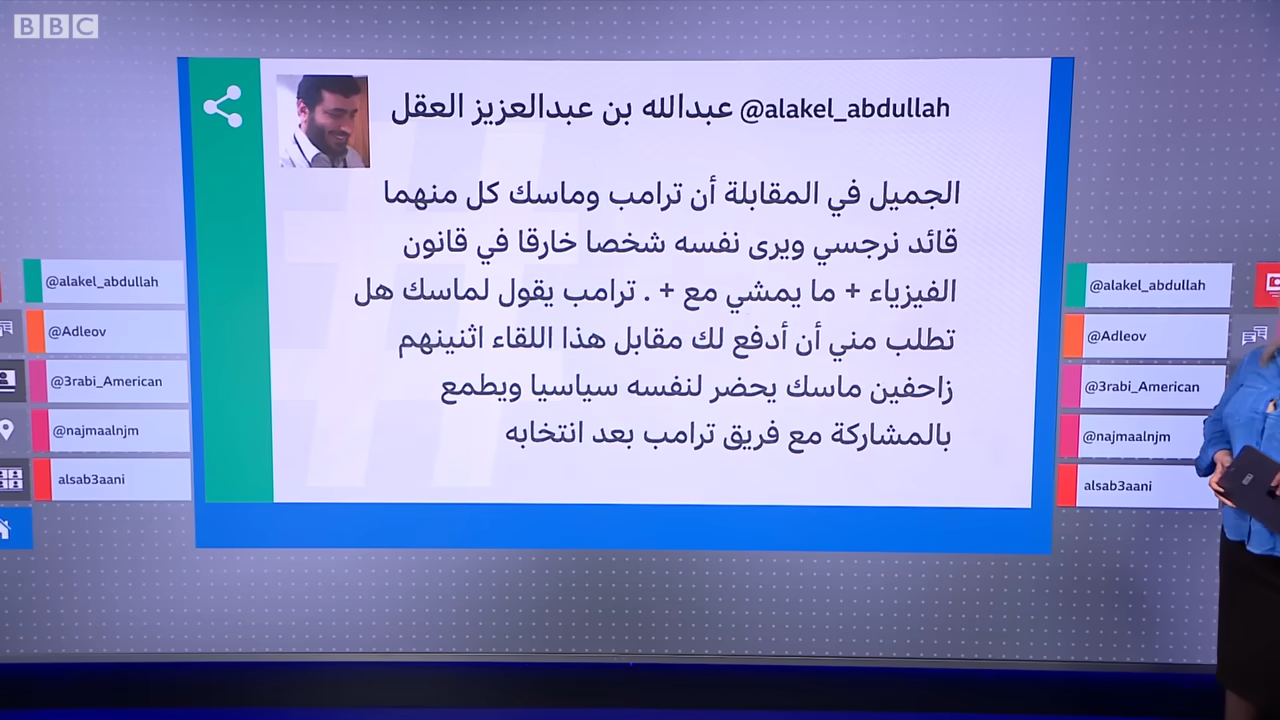 BBC
عبدالله بن عبدالعزيز العقل @alakel_abdullah
الجميل في المقابلة أن ترامب وماسك كل منهما
قائد نرجسي ويرى نفسه شخصا خارقا في قانون
الفيزياء + ما يمشي مع + . ترامب يقول لماسك هل
تطلب مني أن أدفع لك مقابل هذا اللقاء اثنينهم
زاحفين ماسك يحضر لنفسه سياسيا ويطمع
بالمشاركة مع فريق ترامب بعد انتخابه
@alakel_abdullah
@Adleov
@3rabi_American
@najmaalnjm
alsab3aani
@alakel_abdullah
@Adleov
@3rabi_American
@najmaalnjm
alsab3aani